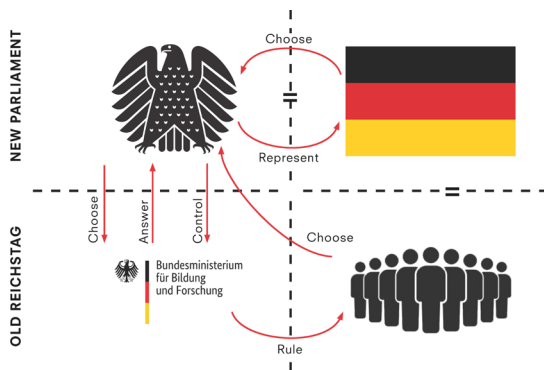 NEW PARLIAMENT
Choose
=
Represent
=
Choose
Answer
Control
OLD REICHSTAG
Choose
Bundesministerium
für Bildung
und Forschung
Rule